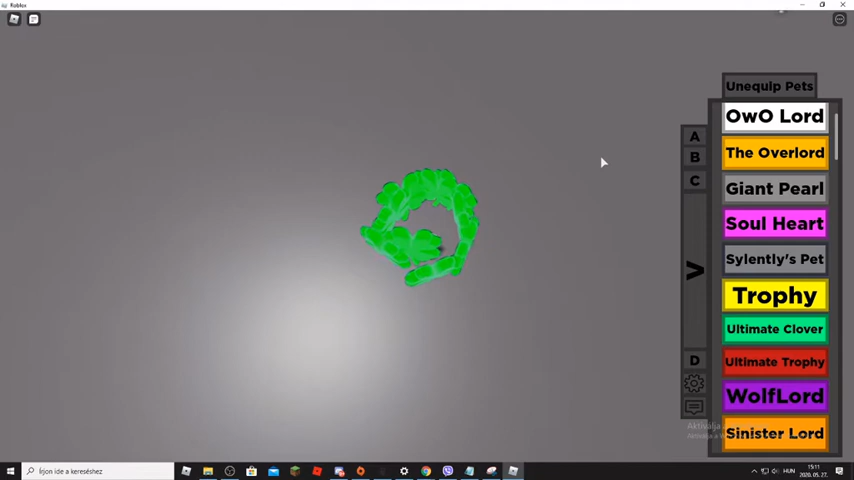 Roblox
Unequip Pets
OwO Lord
The Overlord
A
B
C
Giant Pearl
Soul Heart
Sylently's Pet
>
Trophy
Ultimate Clover
D
Ultimate Trophy
WolfLord
Sinister Lord
Írjon ide a kereséshez
HUN
15:11
2020. 05. 27.